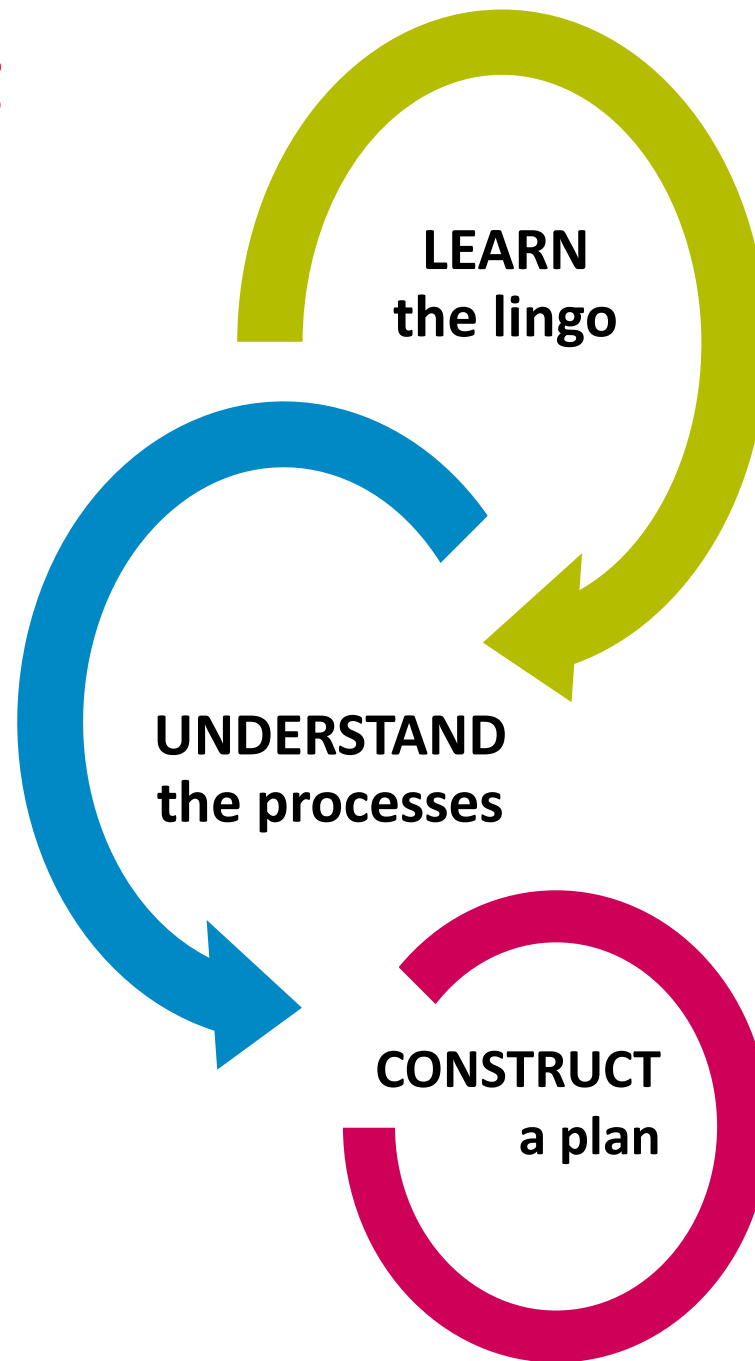 LEARN
the lingo
UNDERSTAND
the processes
CONSTRUCT
a plan